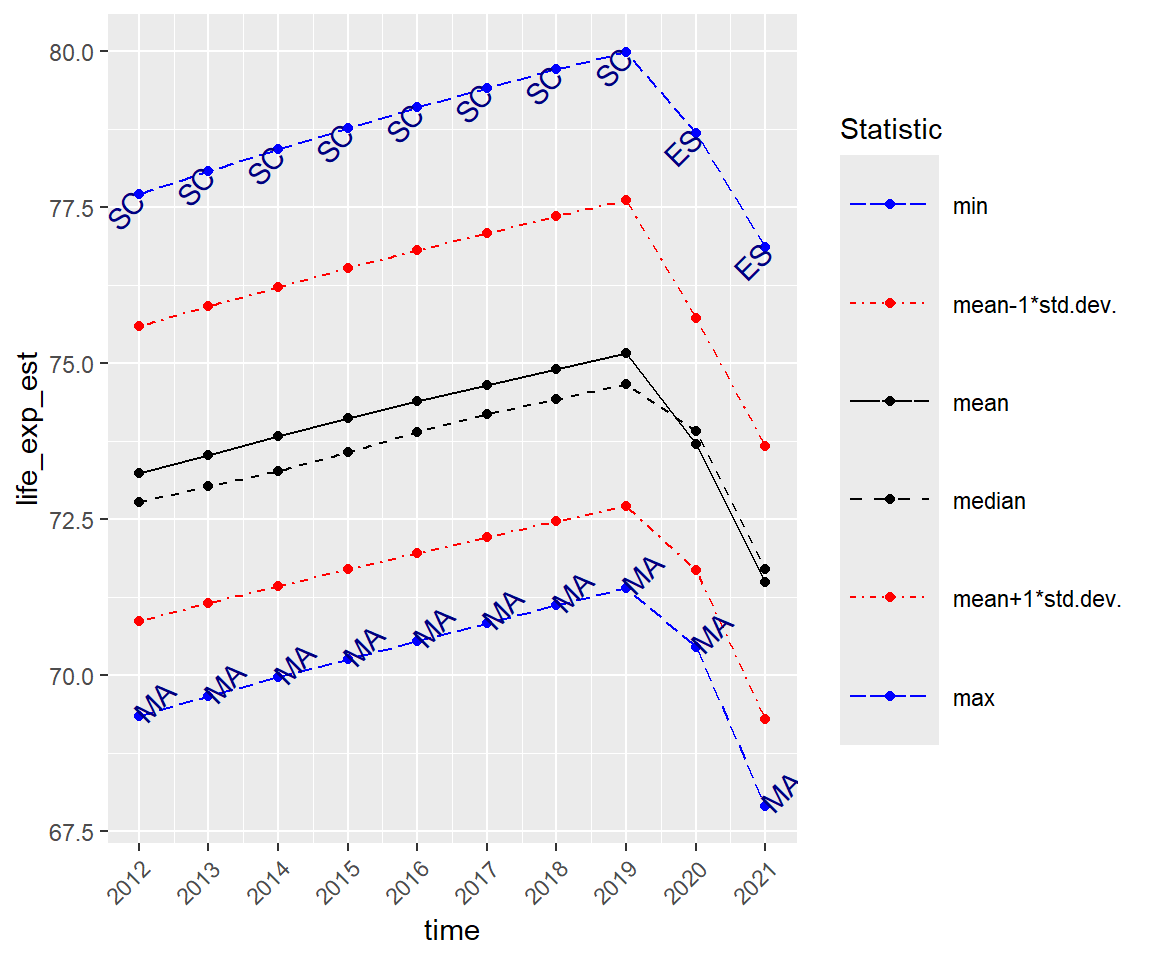 80.0
77.5
75.0
72.5
70.0
67.5
life_exp_est
SC SC SC SC SC SC SC SC ES ES
MA MA MA MA MA MA MA MA MA MA
2012 2013 2014 2015 2016 2017 2018 2019 2020 2021
time
Statistic
min
mean-1*std.dev.
mean
median
mean+1*std.dev.
max